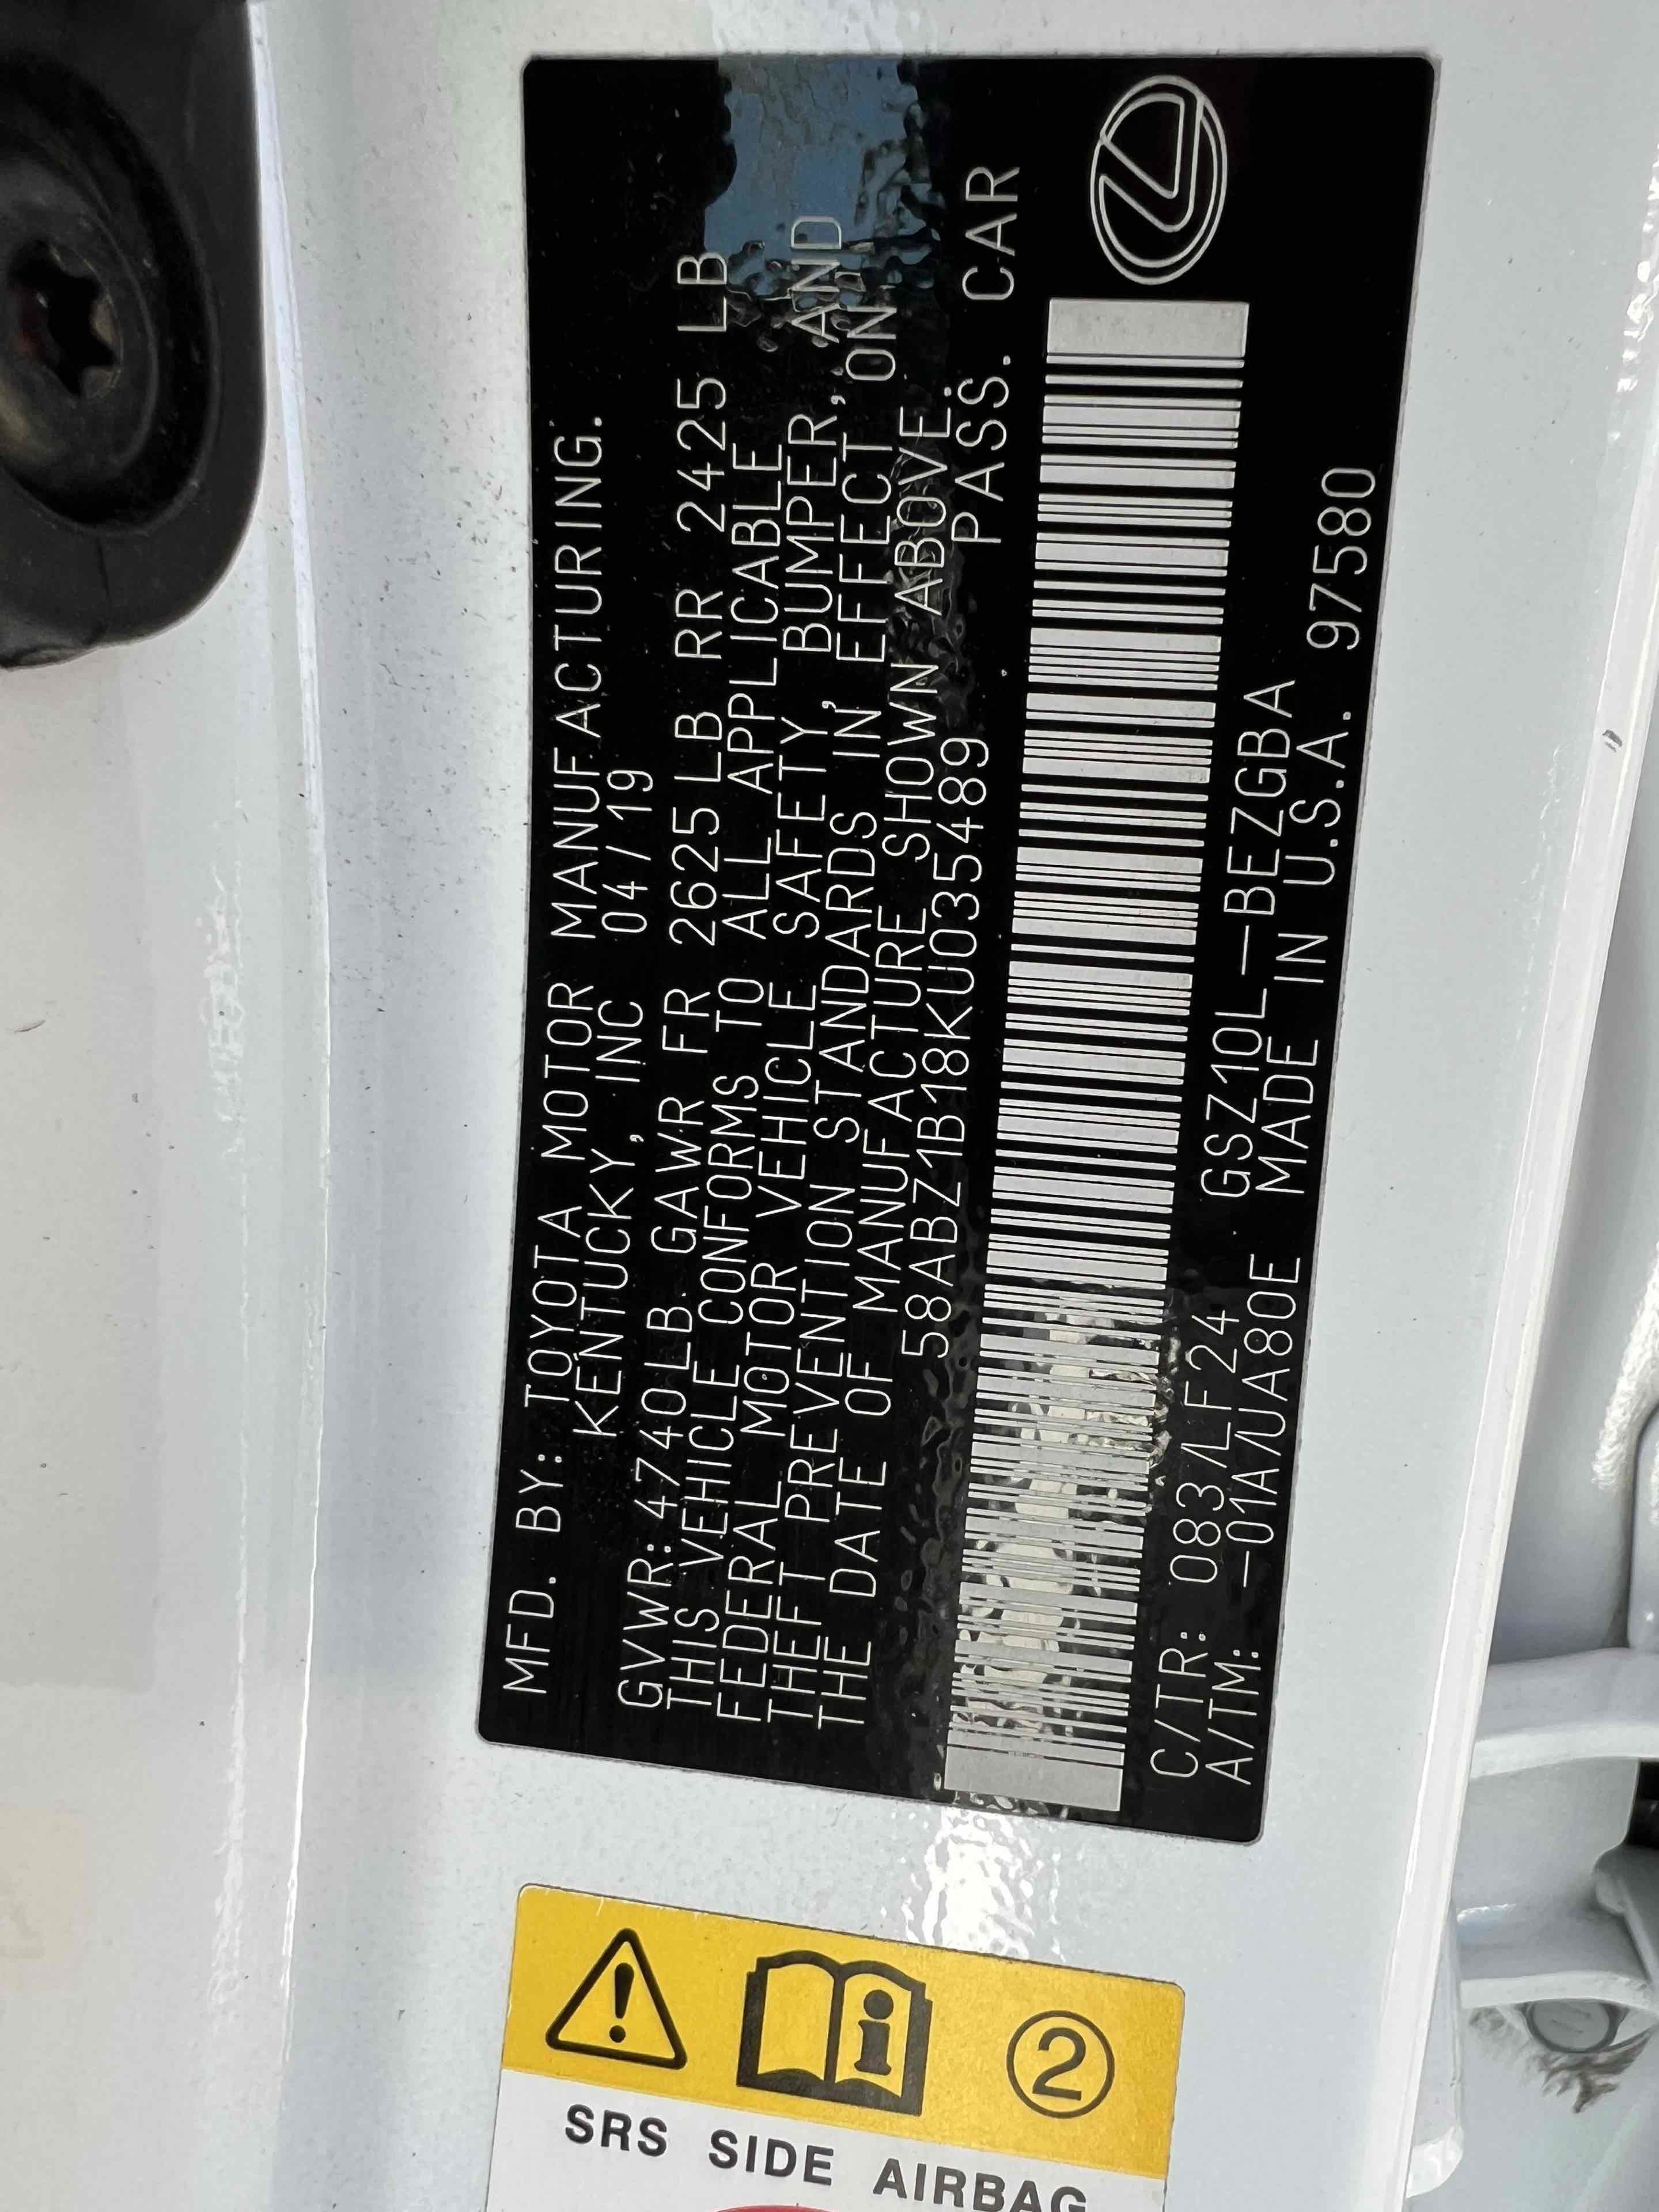 MFD. BY: TOYOTA MOTOR MANUFACTURING.
KENTUCKY, INC 04/19
GVWR: 4740LB GAWR FR 2625 LB RR 2425 LB
THIS VEHICLE CONFORMS TO ALL APPLICABLE
FEDERAL MOTOR VEHICLE SAFETY, BUMPER, AND
THEFT PREVENTION STANDARDS IN EFFECT ON
THE DATE OF MANUFACTURE SHOWN ABOVE.
58ABZ1B18KU035489 PASS. CAR
C/TR: 083/LF24 GSZ10L-BEZGBA
A/TM: -01A/UA80E MADE IN U.S.A. 97580
2
SRS SIDE AIRBAG